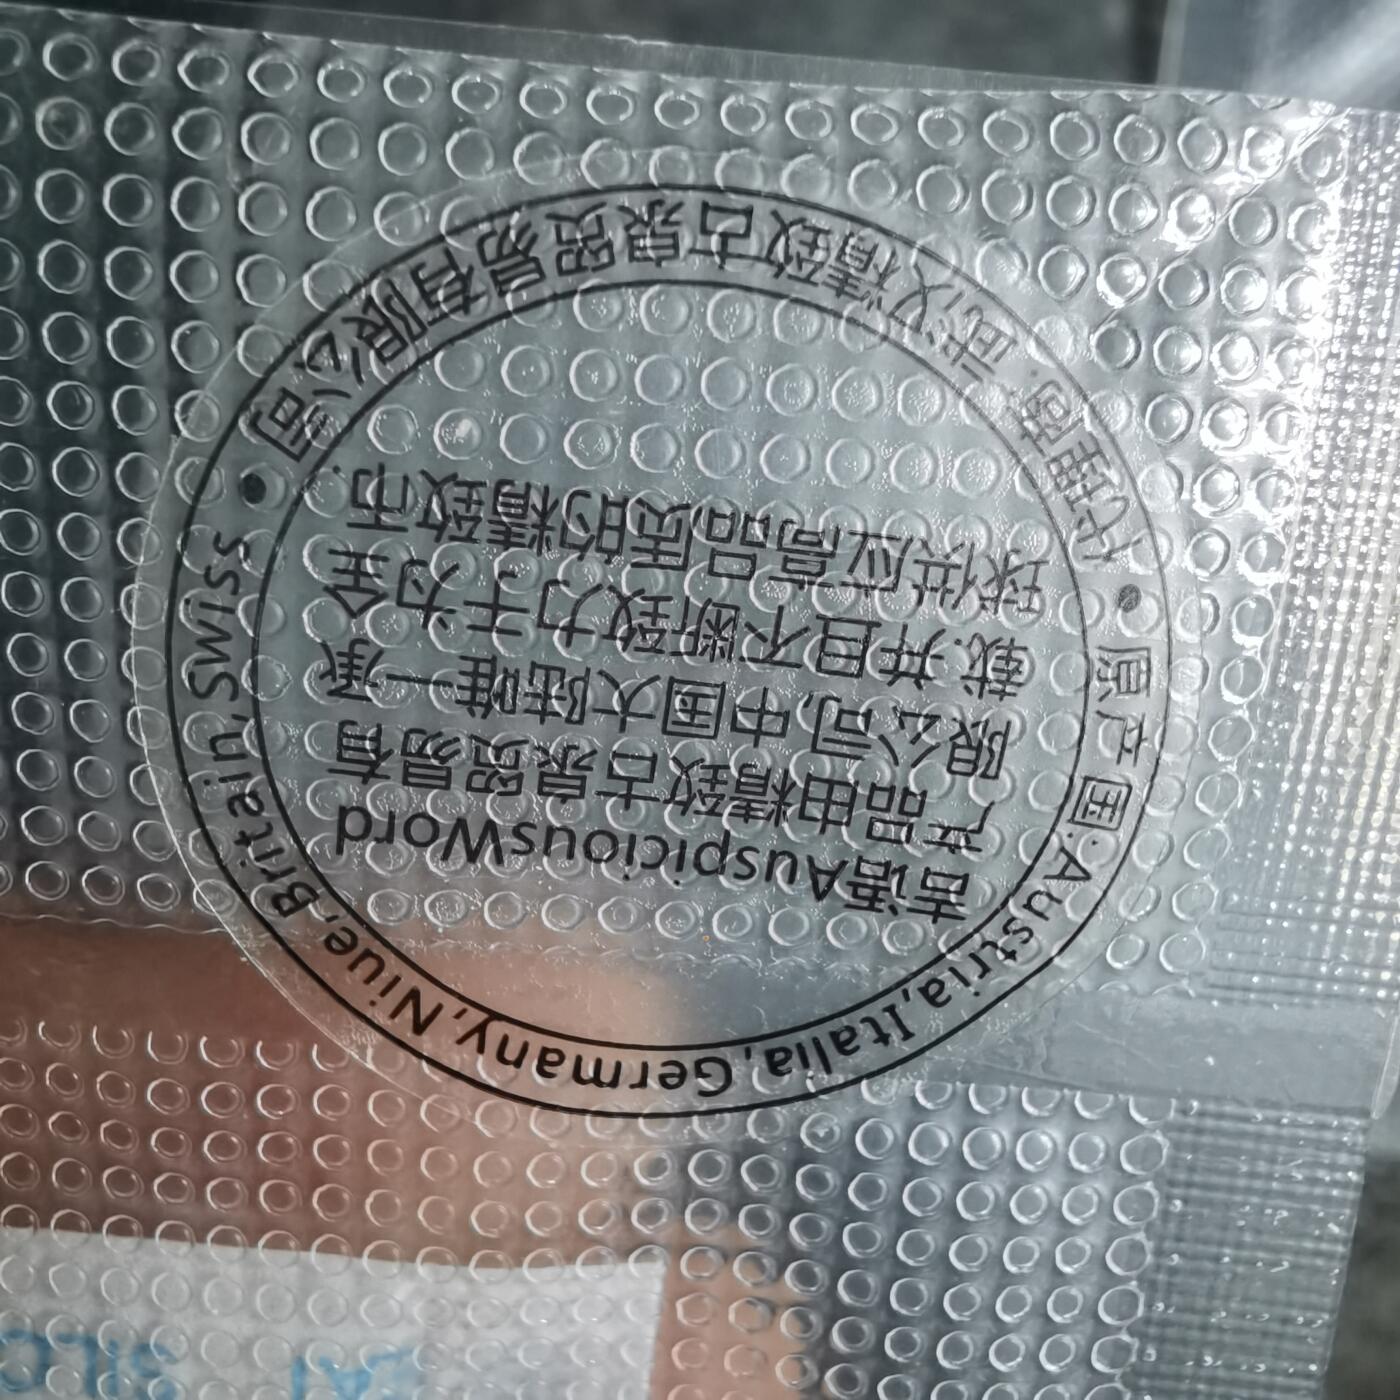 原产国:Austria,Italia,Germany,Niue,Britain,Swiss
吉语AuspiciousWord
产品由精致古泉贸易有
限公司,中国大陆唯一承
载.并且不断致力于为全
球供应高品质的精致币.
代理商:武汉精致古泉贸易有限公司